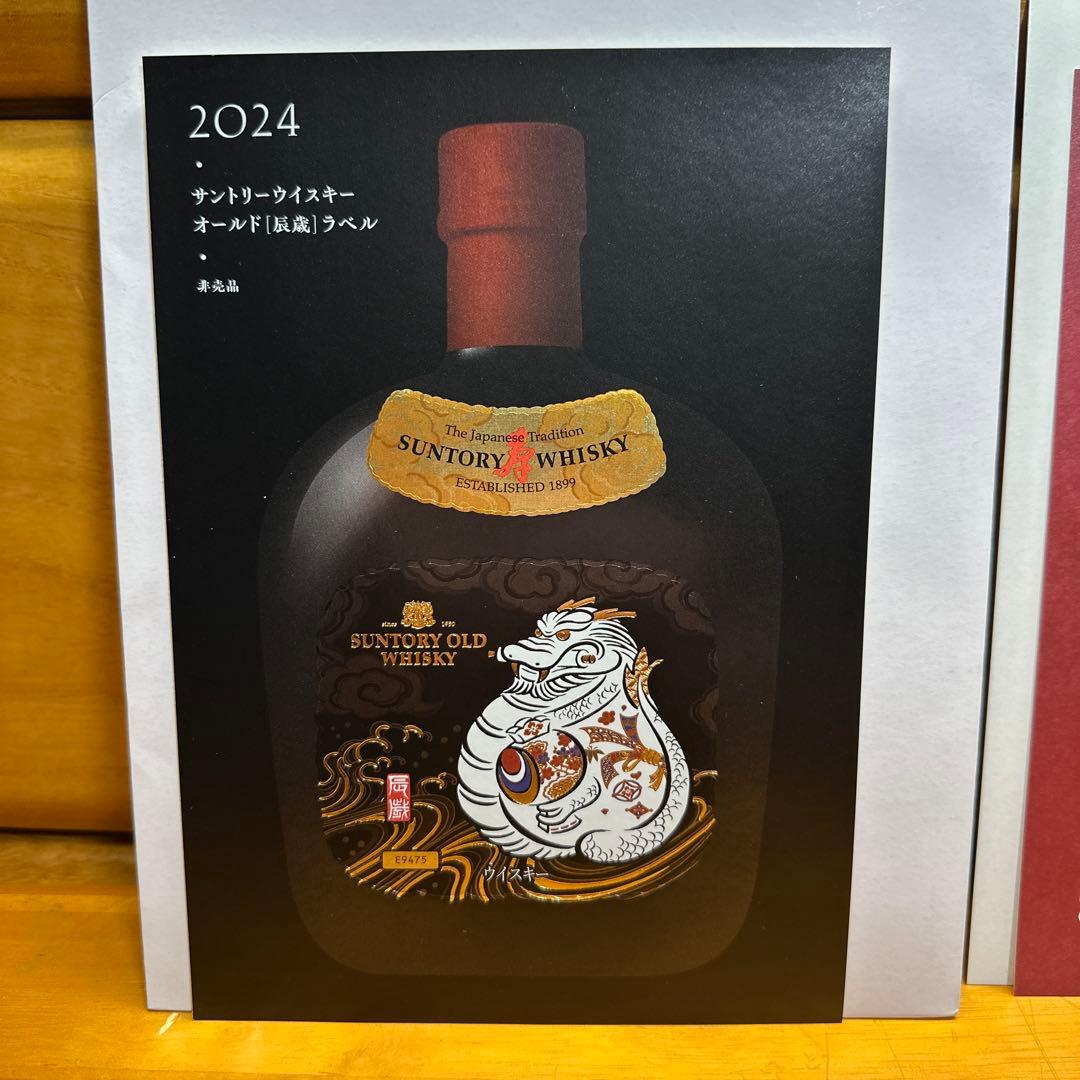 2024
サントリーウイスキー
オールド[辰歳]ラベル
非売品
The Japanese Tradition
SUNTORY 寿 WHISKY
ESTABLISHED 1899
since 1950
SUNTORY OLD
WHISKY
辰歳
E9475
ウイスキー